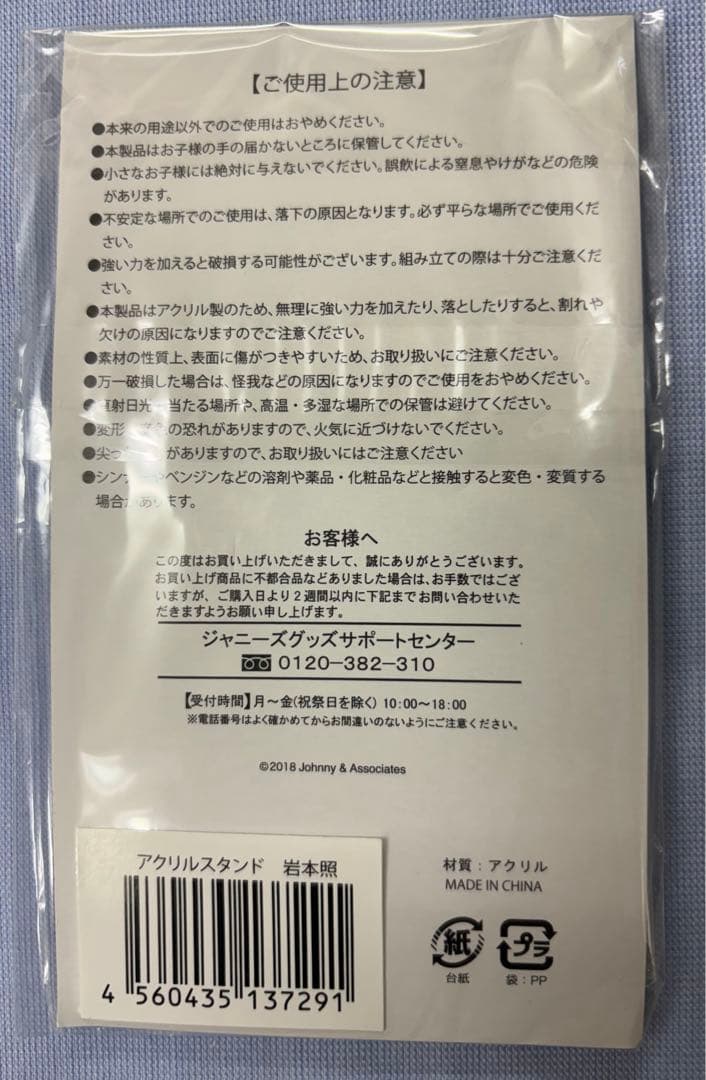 【ご使用上の注意】
●本来の用途以外でのご使用はおやめください。
●本製品はお子様の手の届かないところに保管してください。
●小さなお子様には絶対に与えないでください。誤飲による窒息やけがなどの危険
があります。
●不安定な場所でのご使用は、落下の原因となります。必ず平らな場所でご使用くだ
さい。
●強い力を加えると破損する可能性がございます。組み立ての際は十分ご注意くだ
さい。
●本製品はアクリル製のため、無理に強い力を加えたり、落としたりすると、割れや
欠けの原因になりますのでご注意ください。
●素材の性質上、表面に傷がつきやすいため、お取り扱いにご注意ください。
●万一破損した場合は、怪我などの原因になりますのでご使用をおやめください。
●直射日光 当たる場所や、高温・多湿な場所での保管は避けてください。
●変形 の恐れがありますので、火気に近づけないでください。
●尖っ がありますので、お取り扱いにはご注意ください
●シンナーやベンジンなどの溶剤や薬品・化粧品などと接触すると変色・変質する
場合があります。
お客様へ
この度はお買い上げいただきまして、誠にありがとうございます。
お買い上げ商品に不都合品などありました場合は、お手数ではござ
いますが、ご購入日より2週間以内に下記までお問い合わせいた
だきますようお願い申し上げます。
ジャニーズグッズサポートセンター
0120-382-310
【受付時間】月～金(祝祭日を除く) 10:00～18:00
※電話番号はよく確かめてからお間違いのないようにご注意ください。
©2018 Johnny & Associates
アクリルスタンド 岩本照
4 560435 137291
材質：アクリル
MADE IN CHINA
紙 プラ
台紙 袋：PP